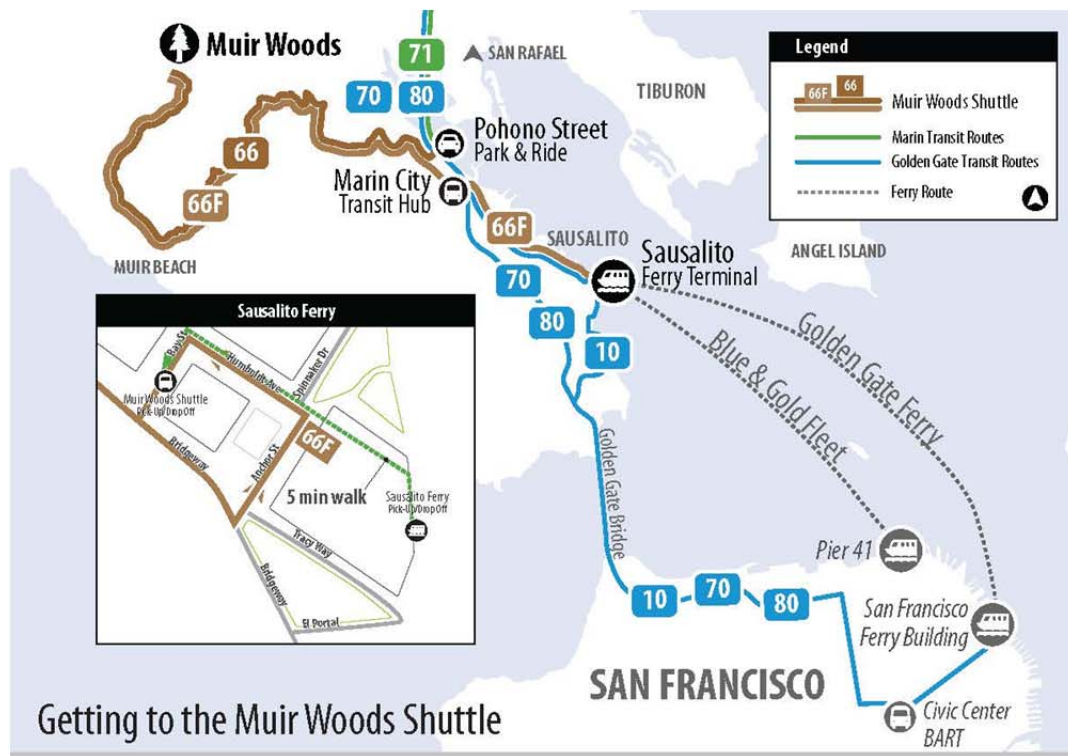 Muir Woods
71
SAN RAFAEL
70
80
TIBURON
Legend
66F
66
Muir Woods Shuttle
Marin Transit Routes
Golden Gate Transit Routes
Ferry Route
66
66F
Pohono Street
Park & Ride
Marin City
Transit Hub
MUIR BEACH
66F
SAUSALITO
Sausalito
Ferry Terminal
ANGEL ISLAND
70
80
10
Blue & Gold Fleet
Golden Gate Ferry
Golden Gate Bridge
Sausalito Ferry
Ray St
Humboldt Ave
Spinnaker Dr
Muir Woods Shuttle
Pick-Up/Drop Off
Bridgeway
Anchor St
66F
5 min walk
Sausalito Ferry
Pick-Up/Drop Off
Tracy Way
Bridgeway
El Portal
Pier 41
10
70
80
San Francisco
Ferry Building
SAN FRANCISCO
Civic Center
BART
Getting to the Muir Woods Shuttle